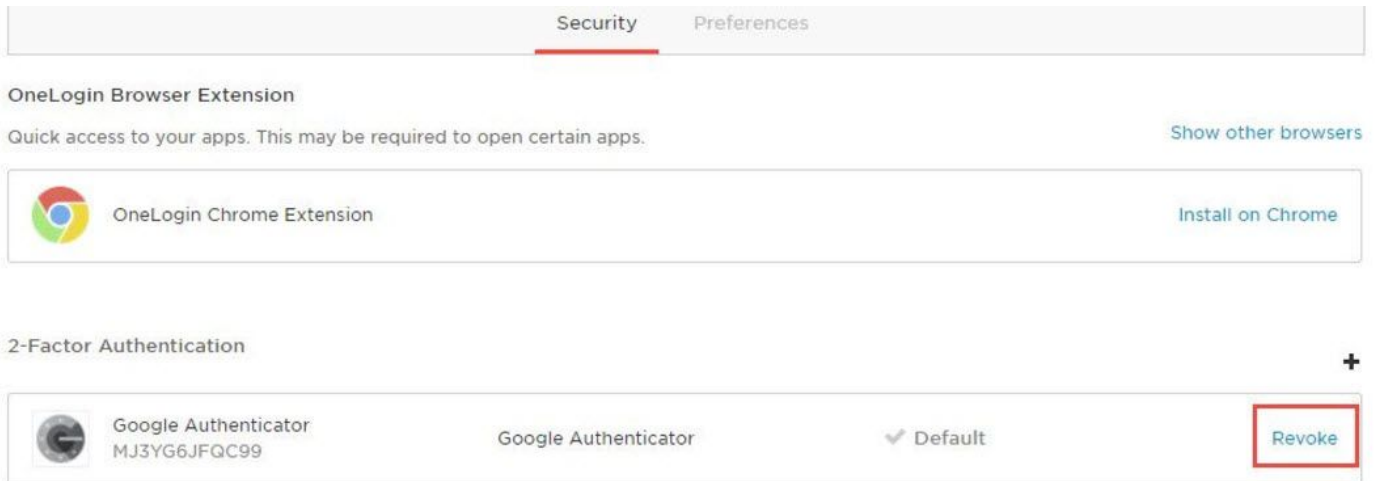 Security Preferences
OneLogin Browser Extension
Quick access to your apps. This may be required to open certain apps. Show other browsers
OneLogin Chrome Extension Install on Chrome
2-Factor Authentication +
Google Authenticator
MJ3YG6JFQC99
Google Authenticator ✓ Default Revoke